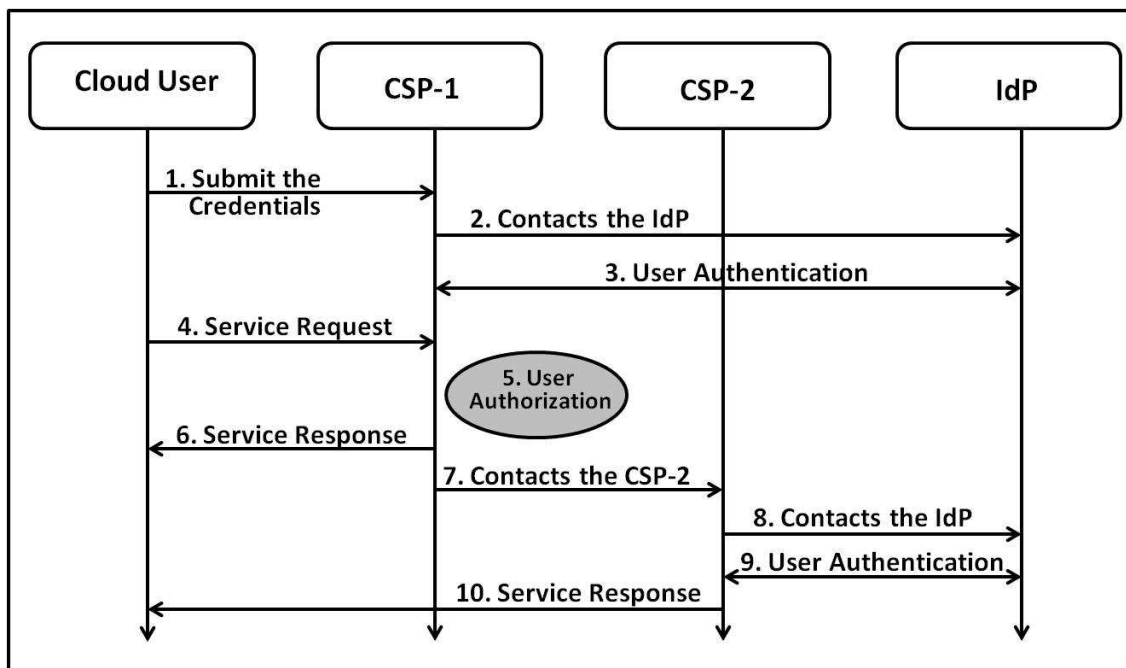 Cloud User
CSP-1
CSP-2
IdP
1. Submit the
Credentials
2. Contacts the IdP
3. User Authentication
4. Service Request
5. User
Authorization
6. Service Response
7. Contacts the CSP-2
8. Contacts the IdP
9. User Authentication
10. Service Response